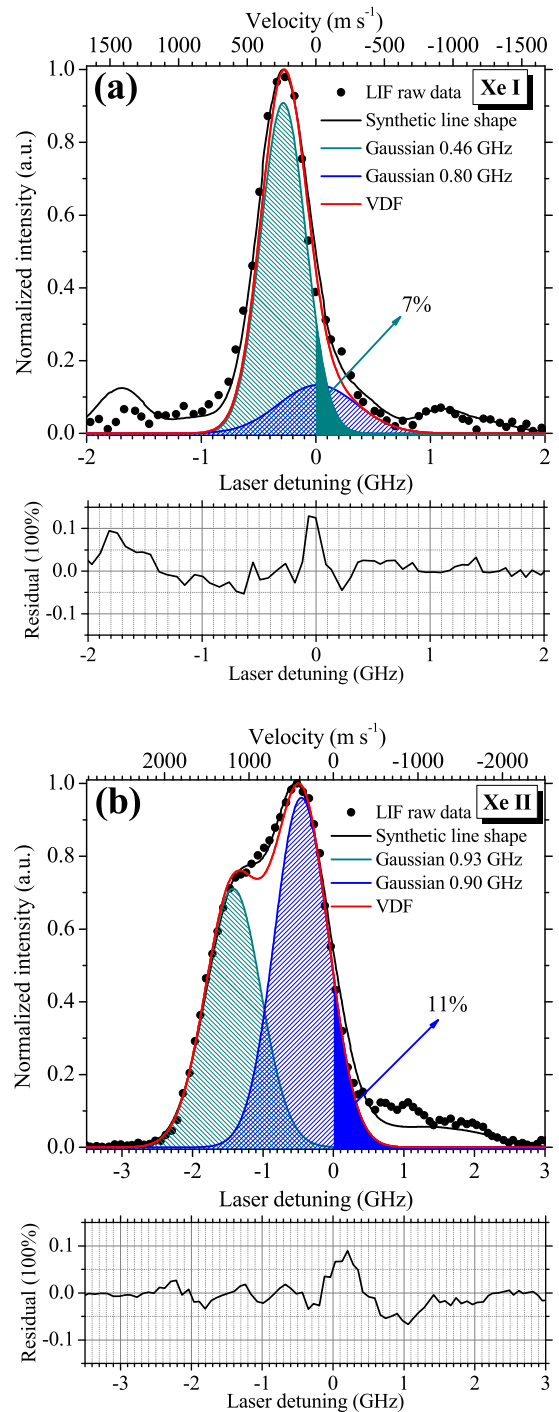 Velocity (m s-1)
1500 1000 500 0 -500 -1000 -1500
(a)
Xe I
LIF raw data
Synthetic line shape
Gaussian 0.46 GHz
Gaussian 0.80 GHz
VDF
7%
Normalized intensity (a.u.)
1.0
0.8
0.6
0.4
0.2
0.0
-2 -1 0 1 2
Laser detuning (GHz)
Residual (100%)
0.1
0.0
-0.1
-2 -1 0 1 2
Laser detuning (GHz)
Velocity (m s-1)
2000 1000 0 -1000 -2000
(b)
Xe II
LIF raw data
Synthetic line shape
Gaussian 0.93 GHz
Gaussian 0.90 GHz
VDF
11%
Normalized intensity (a.u.)
1.0
0.8
0.6
0.4
0.2
0.0
-3 -2 -1 0 1 2 3
Laser detuning (GHz)
Residual (100%)
0.1
0.0
-0.1
-3 -2 -1 0 1 2 3
Laser detuning (GHz)